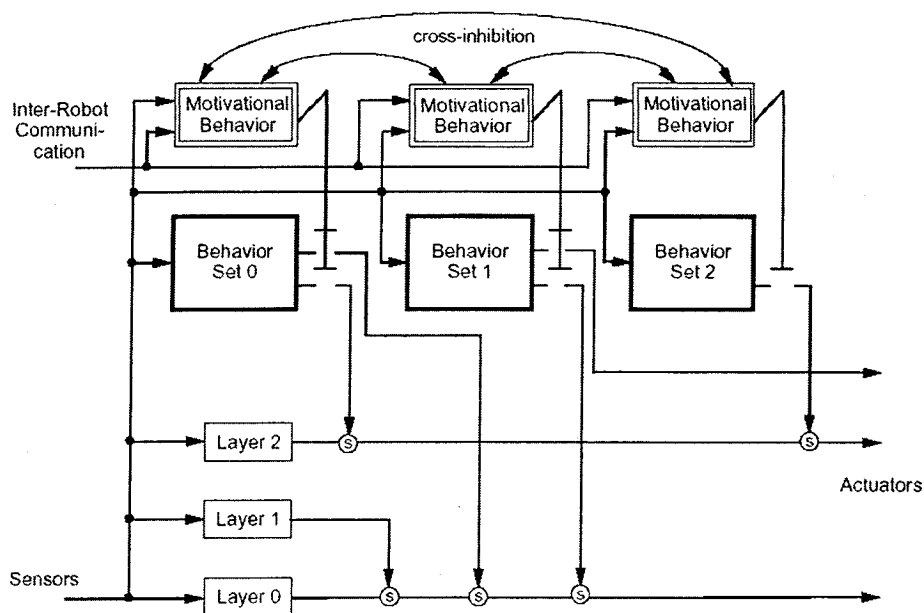 cross-inhibition
Inter-Robot
Communi-
cation
Motivational
Behavior
Motivational
Behavior
Motivational
Behavior
Behavior
Set 0
Behavior
Set 1
Behavior
Set 2
Layer 2
s
s
Actuators
Layer 1
Sensors
Layer 0
s
s
s